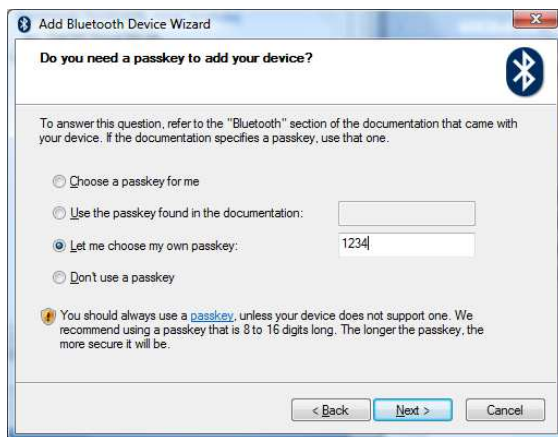 Add Bluetooth Device Wizard
Do you need a passkey to add your device?
To answer this question, refer to the "Bluetooth" section of the documentation that came with
your device. If the documentation specifies a passkey, use that one.
Choose a passkey for me
Use the passkey found in the documentation:
Let me choose my own passkey: 1234
Don't use a passkey
You should always use a passkey, unless your device does not support one. We
recommend using a passkey that is 8 to 16 digits long. The longer the passkey, the
more secure it will be.
< Back Next > Cancel